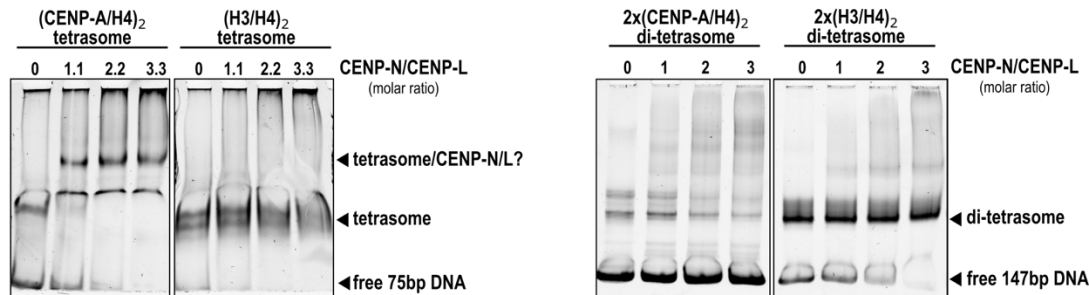 (CENP-A/H4)₂
tetrasome
(H3/H4)₂
tetrasome
0 1.1 2.2 3.3 0 1.1 2.2 3.3 CENP-N/CENP-L
(molar ratio)
◄ tetrasome/CENP-N/L?
◄ tetrasome
◄ free 75bp DNA
2x(CENP-A/H4)₂
di-tetrasome
2x(H3/H4)₂
di-tetrasome
0 1 2 3 0 1 2 3 CENP-N/CENP-L
(molar ratio)
◄ di-tetrasome
◄ free 147bp DNA